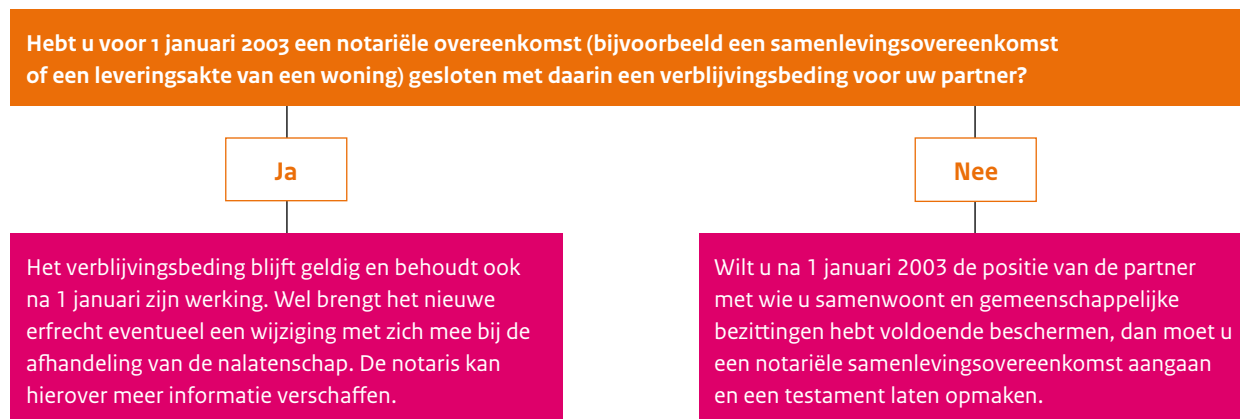 Hebt u voor 1 januari 2003 een notariële overeenkomst (bijvoorbeeld een samenlevingsovereenkomst
of een leveringsakte van een woning) gesloten met daarin een verblijvingsbeding voor uw partner?
Ja
Nee
Het verblijvingsbeding blijft geldig en behoudt ook
na 1 januari zijn werking. Wel brengt het nieuwe
erfrecht eventueel een wijziging met zich mee bij de
afhandeling van de nalatenschap. De notaris kan
hierover meer informatie verschaffen.
Wilt u na 1 januari 2003 de positie van de partner
met wie u samenwoont en gemeenschappelijke
bezittingen hebt voldoende beschermen, dan moet u
een notariële samenlevingsovereenkomst aangaan
en een testament laten opmaken.